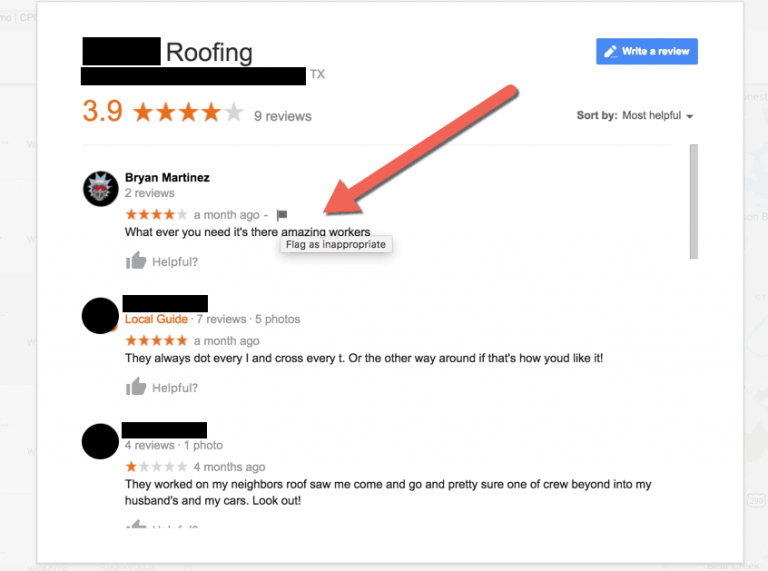 Roofing
Write a review
TX
3.9 9 reviews
Sort by: Most helpful
Bryan Martinez
2 reviews
a month ago -
What ever you need it's there amazing workers
Flag as inappropriate
Helpful?
Local Guide · 7 reviews · 5 photos
a month ago
They always dot every I and cross every t. Or the other way around if that's how youd like it!
Helpful?
4 reviews · 1 photo
4 months ago
They worked on my neighbors roof saw me come and go and pretty sure one of crew beyond into my
husband's and my cars. Look out!